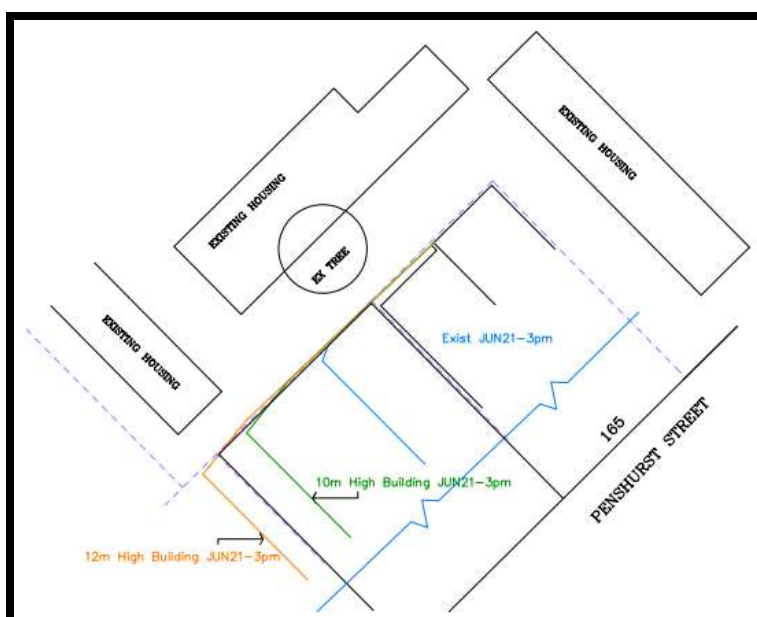 EXISTING HOUSING
EXISTING HOUSING
EX TREE
EXISTING HOUSING
Exist JUN21-3pm
165
PENSHURST STREET
10m High Building JUN21-3pm
12m High Building JUN21-3pm